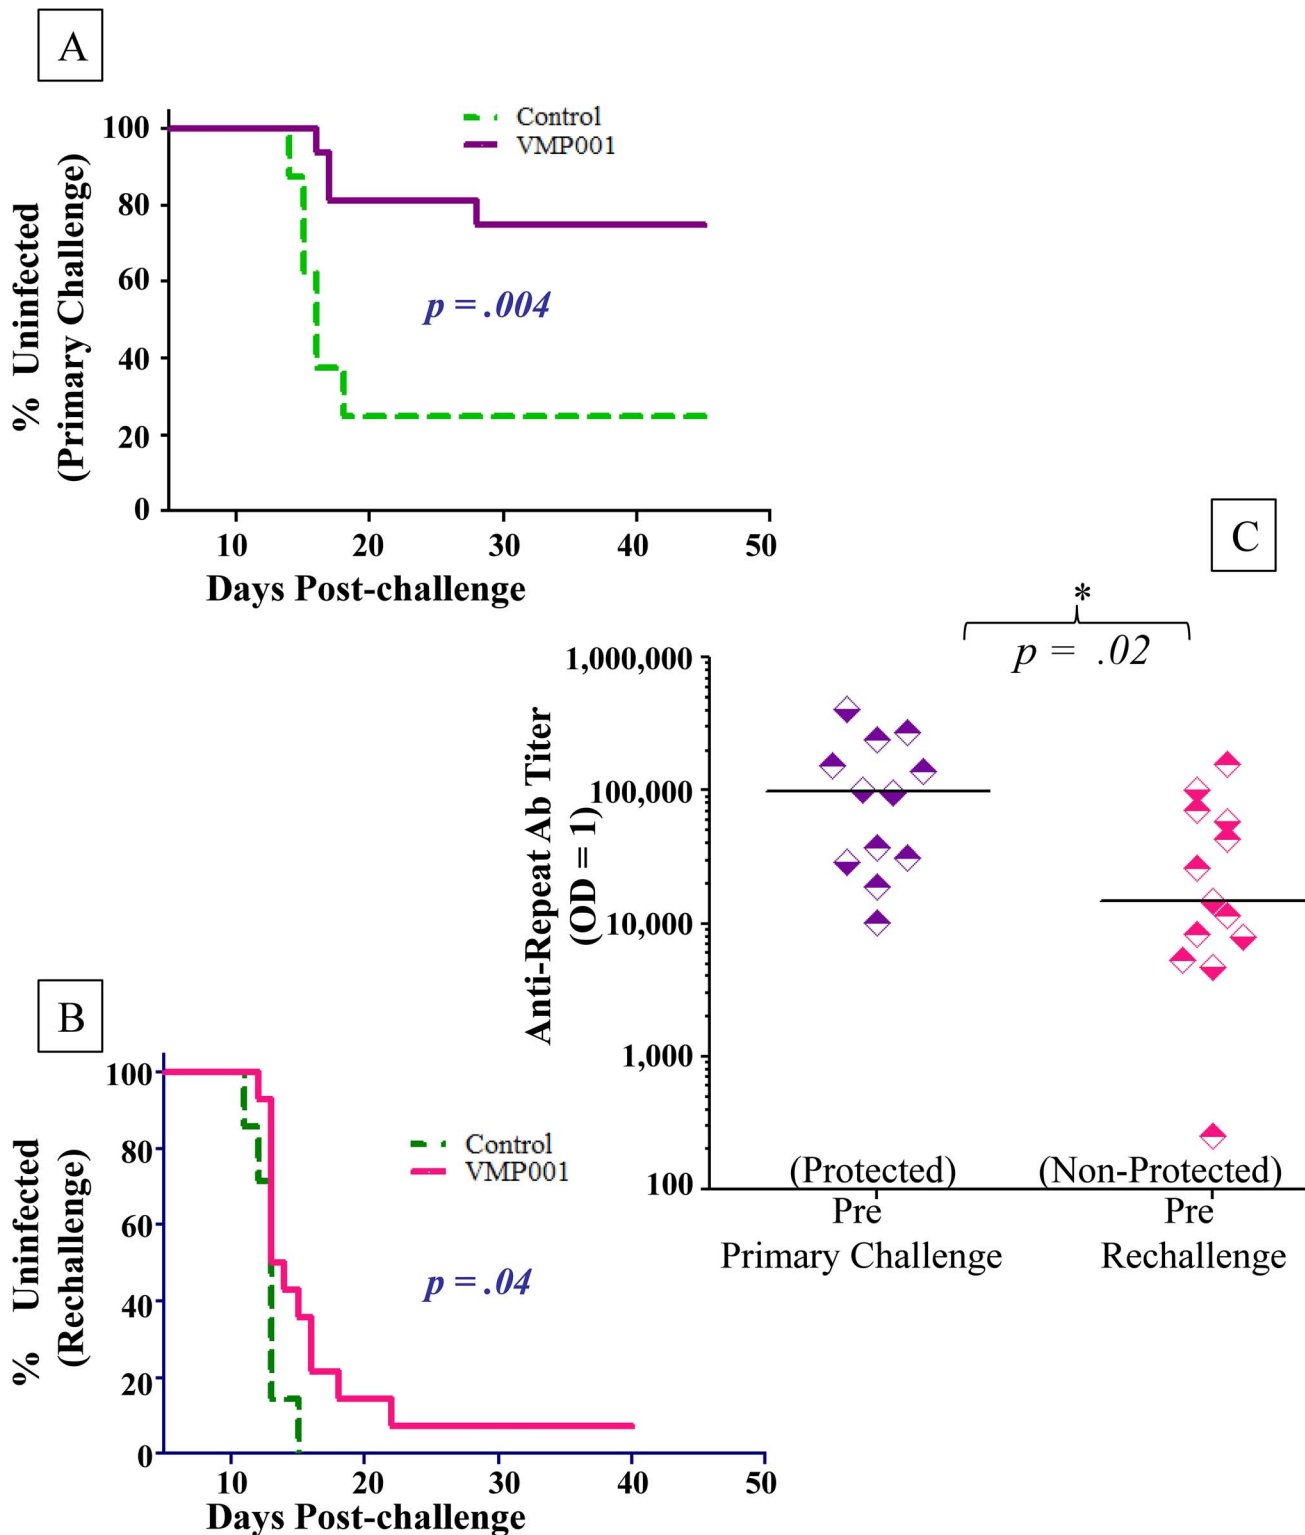 A
Control
VMP001
100
80
60
40
20
0
% Uninfected
(Primary Challenge)
p = .004
10 20 30 40 50
Days Post-challenge
C
*
p = .02
1,000,000
100,000
10,000
1,000
100
Anti-Repeat Ab Titer
(OD = 1)
(Protected) (Non-Protected)
Pre Pre
Primary Challenge Rechallenge
B
Control
VMP001
100
80
60
40
20
0
% Uninfected
(Rechallenge)
p = .04
10 20 30 40 50
Days Post-challenge